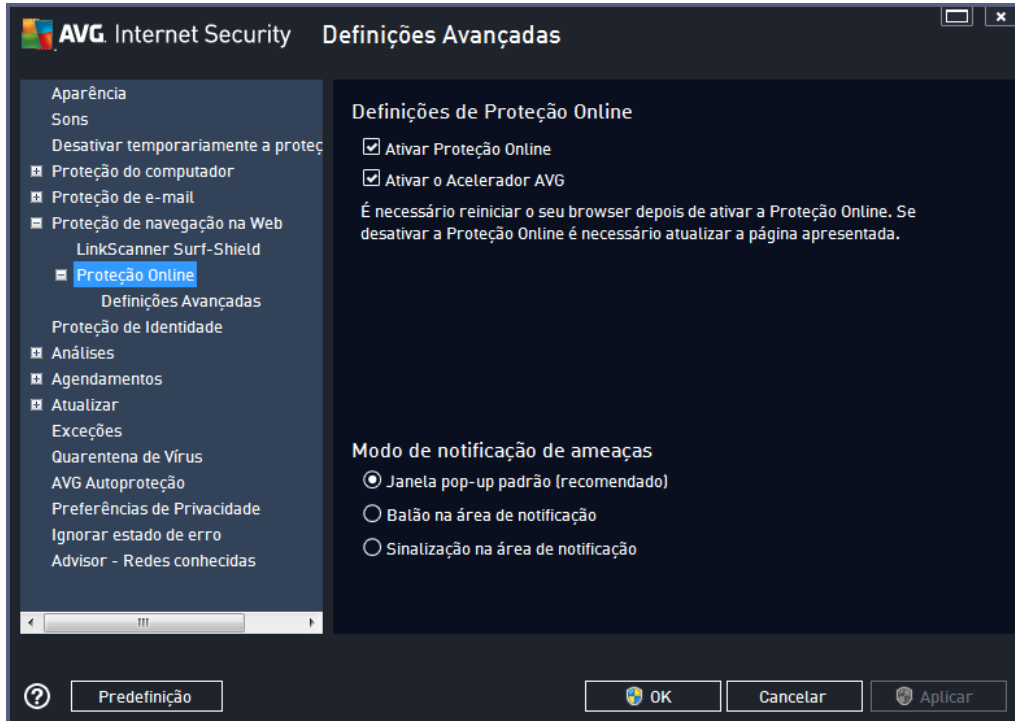 AVG. Internet Security Definições Avançadas
Aparência
Sons
Desativar temporariamente a proteç
Proteção do computador
Proteção de e-mail
Proteção de navegação na Web
LinkScanner Surf-Shield
Proteção Online
Definições Avançadas
Proteção de Identidade
Análises
Agendamentos
Atualizar
Exceções
Quarentena de Vírus
AVG Autoproteção
Preferências de Privacidade
Ignorar estado de erro
Advisor - Redes conhecidas
Definições de Proteção Online
Ativar Proteção Online
Ativar o Acelerador AVG
É necessário reiniciar o seu browser depois de ativar a Proteção Online. Se
desativar a Proteção Online é necessário atualizar a página apresentada.
Modo de notificação de ameaças
Janela pop-up padrão (recomendado)
Balão na área de notificação
Sinalização na área de notificação
Predefinição
OK
Cancelar
Aplicar